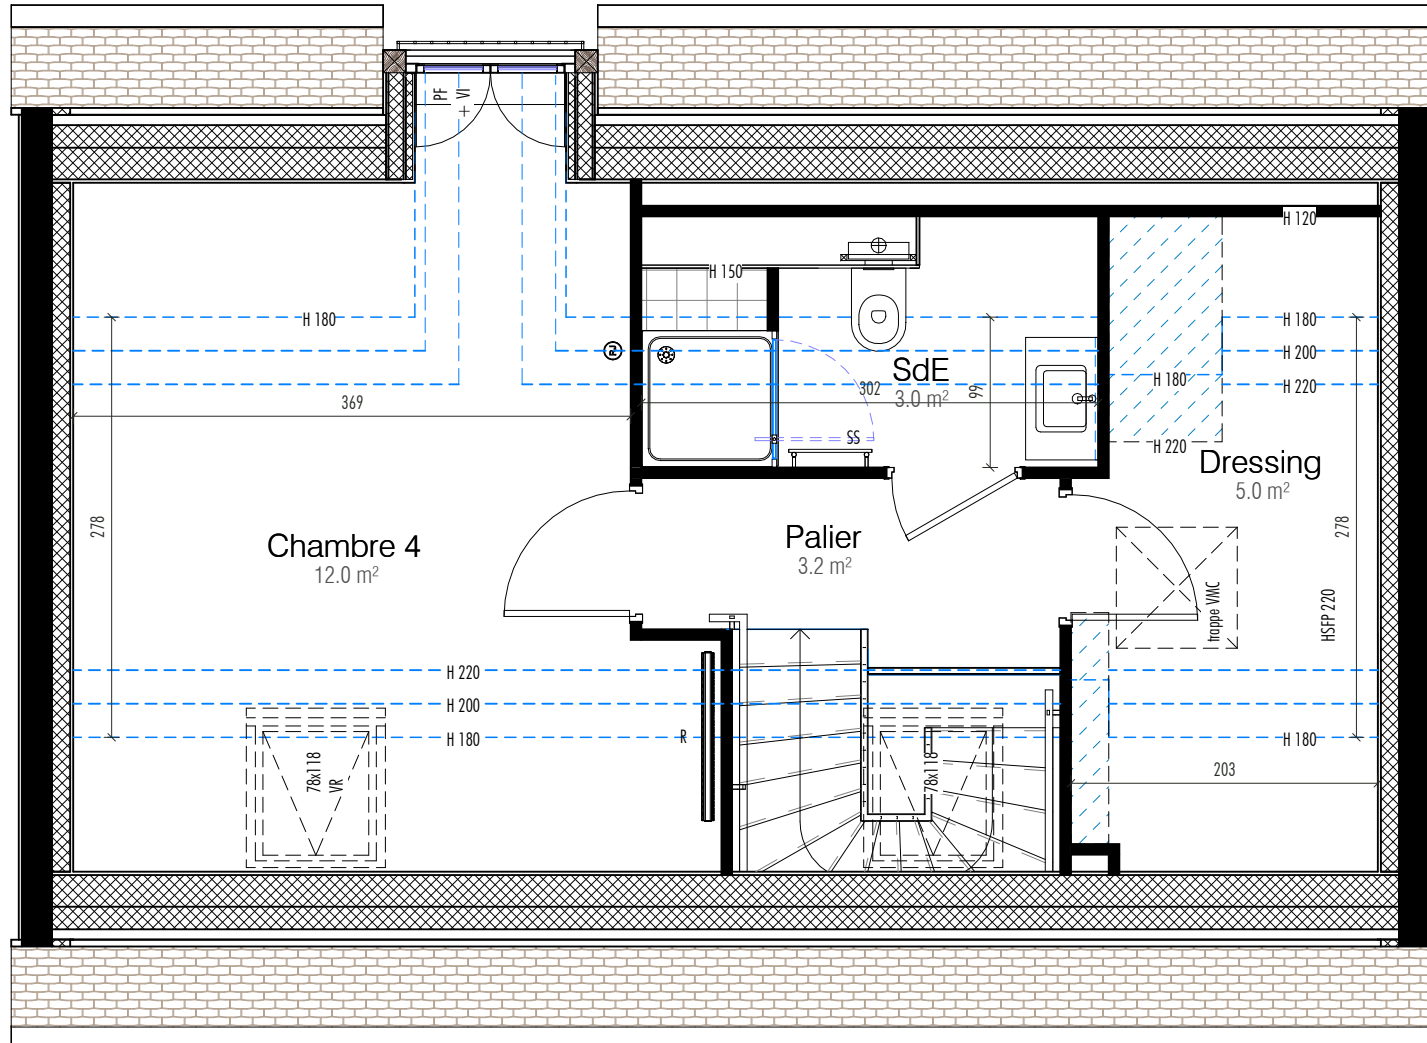 PF
+ VI
H 120
H 150
H 180
H 180
H 200
H 180
H 220
SdE
3.0 m²
302
99
369
SS
H 220
Dressing
5.0 m²
278
278
Chambre 4
12.0 m²
Palier
3.2 m²
trappe VMC
HSFP 220
H 220
H 200
H 180
R
H 180
78x118
VR
78x118
203